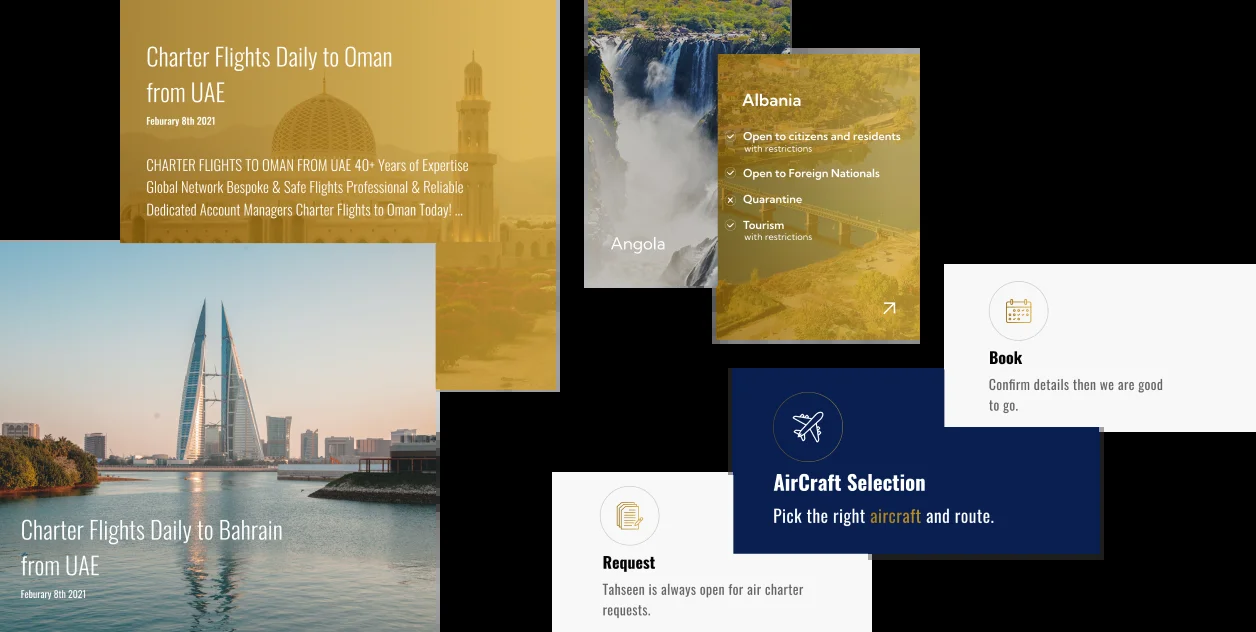 Charter Flights Daily to Oman
from UAE
Feburary 8th 2021
CHARTER FLIGHTS TO OMAN FROM UAE 40+ Years of Expertise
Global Network Bespoke & Safe Flights Professional & Reliable
Dedicated Account Managers Charter Flights to Oman Today! ...
Charter Flights Daily to Bahrain
from UAE
Feburary 8th 2021
Angola
Albania
Open to citizens and residents
with restrictions
Open to Foreign Nationals
Quarantine
Tourism
with restrictions
Book
Confirm details then we are good
to go.
AirCraft Selection
Pick the right aircraft and route.
Request
Tahseen is always open for air charter
requests.